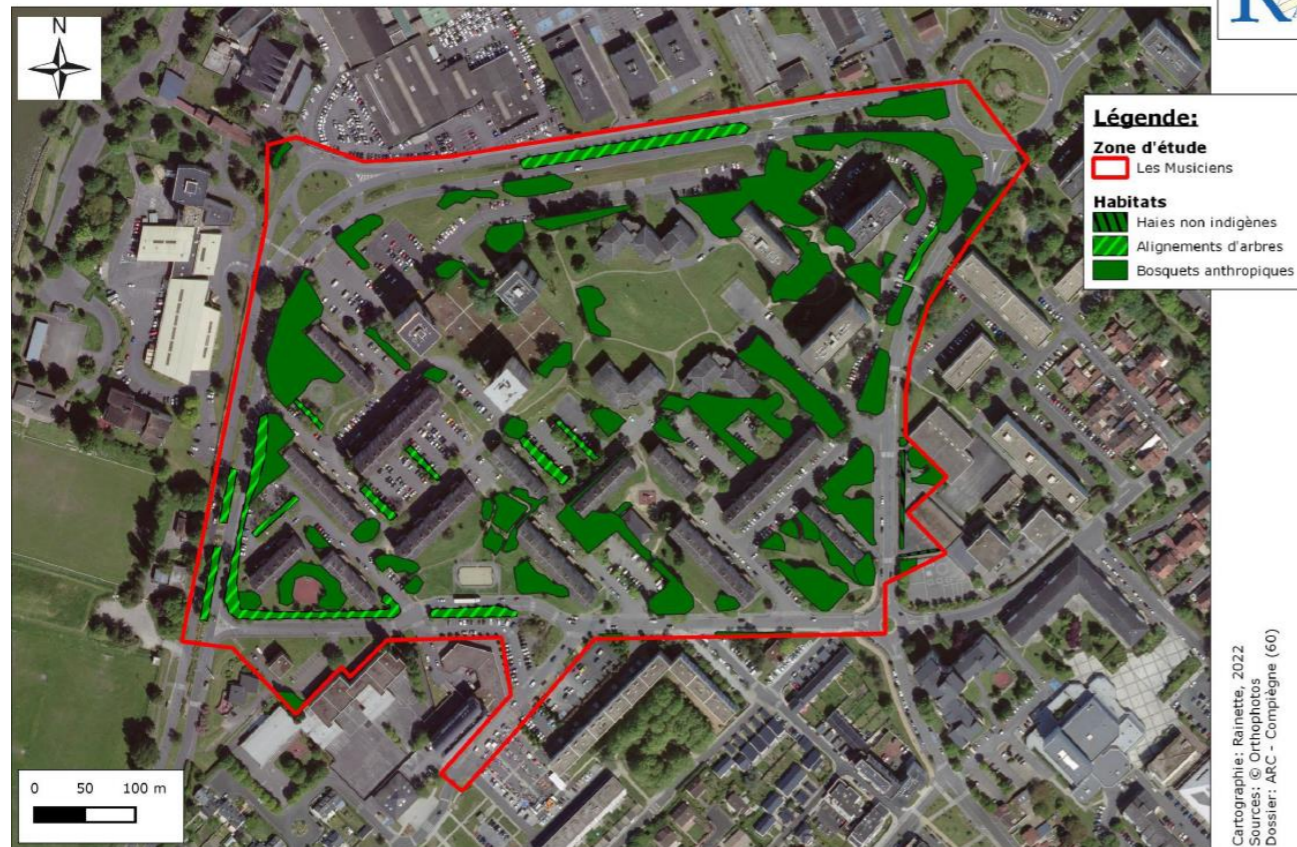 N
R
Légende:
Zone d'étude
Les Musiciens
Habitats
Haies non indigènes
Alignements d'arbres
Bosquets anthropiques
0 50 100 m
Cartographie: Rainette, 2022
Sources: © Orthophotos
Dossier: ARC - Compiègne (60)